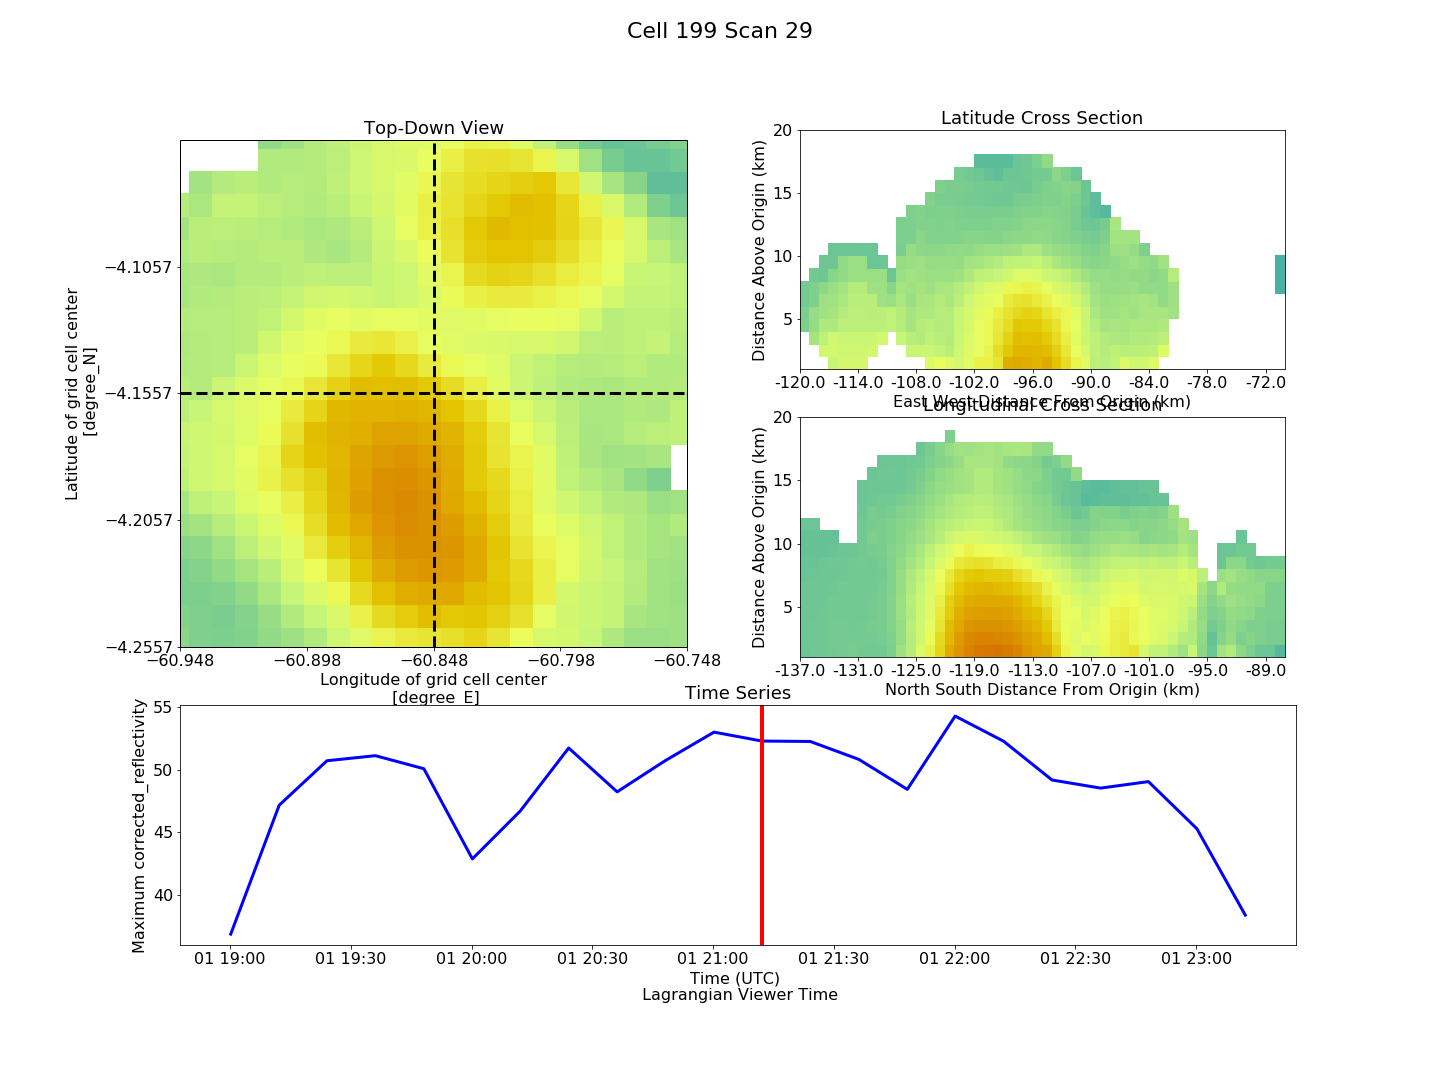 Cell 199 Scan 29
Top-Down View
−4.1057
−4.1557
−4.2057
−4.2557
Latitude of grid cell center
[degree_N]
−60.948 −60.898 −60.848 −60.798 −60.748
Longitude of grid cell center
[degree_E]
Latitude Cross Section
20
15
10
5
Distance Above Origin (km)
-120.0 -114.0 -108.0 -102.0 -96.0 -90.0 -84.0 -78.0 -72.0
East West Distance From Origin (km)
Longitudinal Cross Section
20
15
10
5
Distance Above Origin (km)
-137.0 -131.0 -125.0 -119.0 -113.0 -107.0 -101.0 -95.0 -89.0
North South Distance From Origin (km)
Time Series
55
50
45
40
Maximum corrected_reflectivity
01 19:00 01 19:30 01 20:00 01 20:30 01 21:00 01 21:30 01 22:00 01 22:30 01 23:00
Time (UTC)
Lagrangian Viewer Time